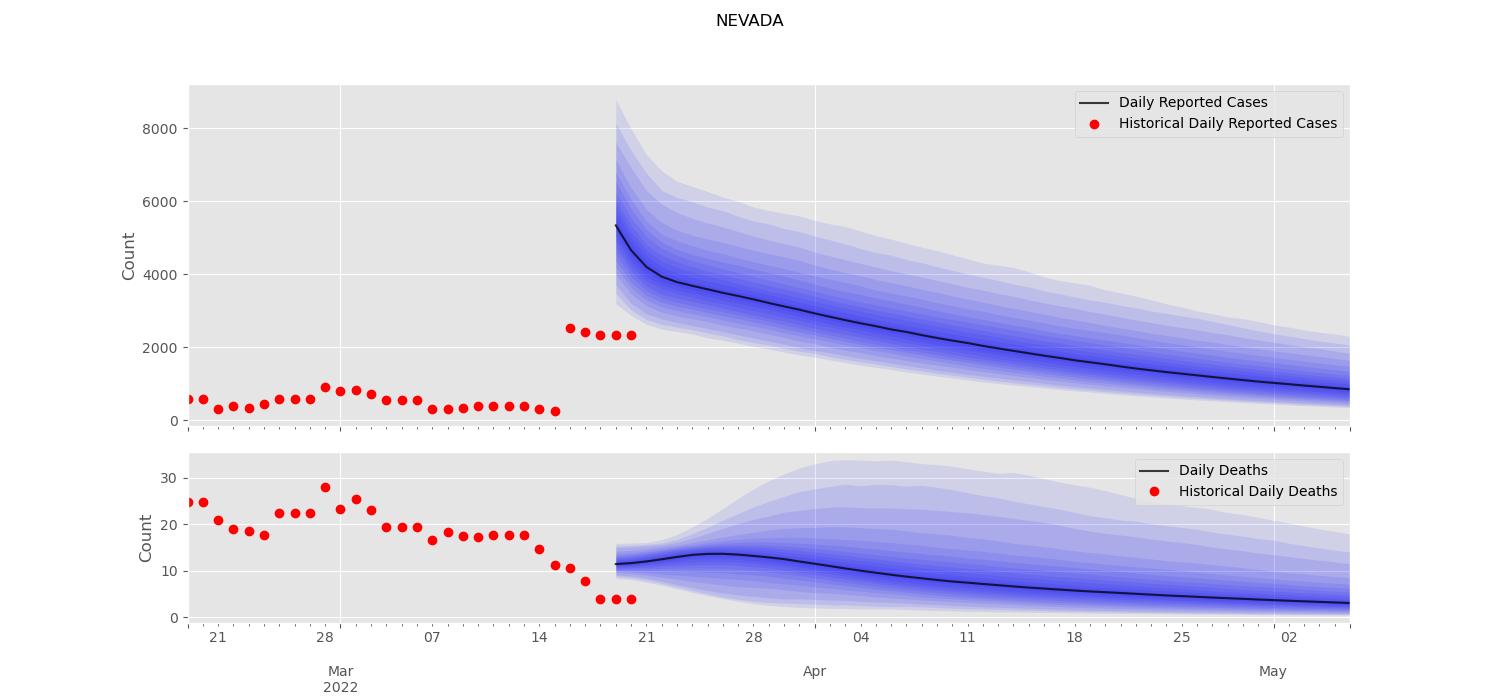 NEVADA
Daily Reported Cases
Historical Daily Reported Cases
Count
8000
6000
4000
2000
0
Daily Deaths
Historical Daily Deaths
Count
30
20
10
0
21 28 07 14 21 28 04 11 18 25 02
Mar Apr May
2022